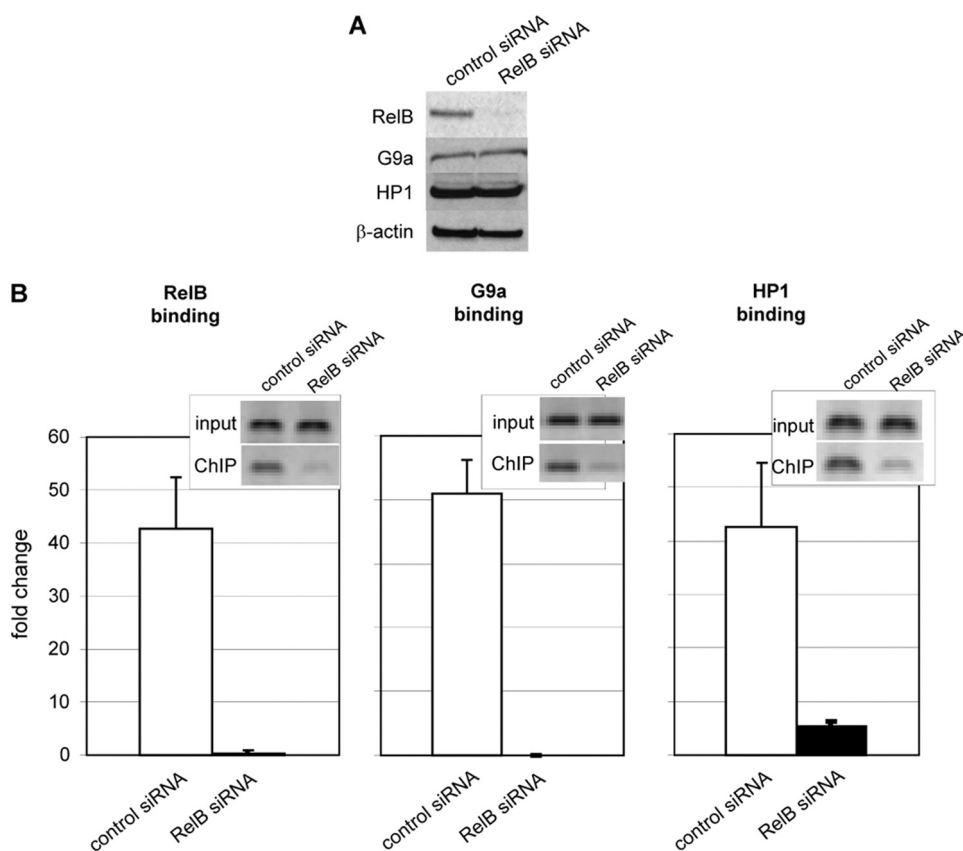 A
control siRNA
RelB siRNA
RelB
G9a
HP1
β-actin
B
RelB
binding
control siRNA
RelB siRNA
input
ChIP
fold change
60
50
40
30
20
10
0
control siRNA
RelB siRNA
G9a
binding
control siRNA
RelB siRNA
input
ChIP
control siRNA
RelB siRNA
HP1
binding
control siRNA
RelB siRNA
input
ChIP
control siRNA
RelB siRNA